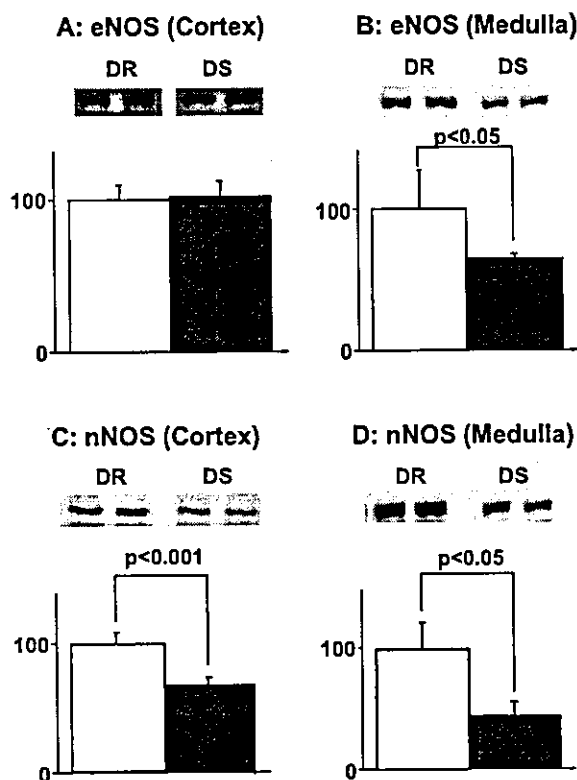 A: eNOS (Cortex)
DR DS
100
0
B: eNOS (Medulla)
DR DS
p<0.05
100
0
C: nNOS (Cortex)
DR DS
p<0.001
100
0
D: nNOS (Medulla)
DR DS
p<0.05
100
0